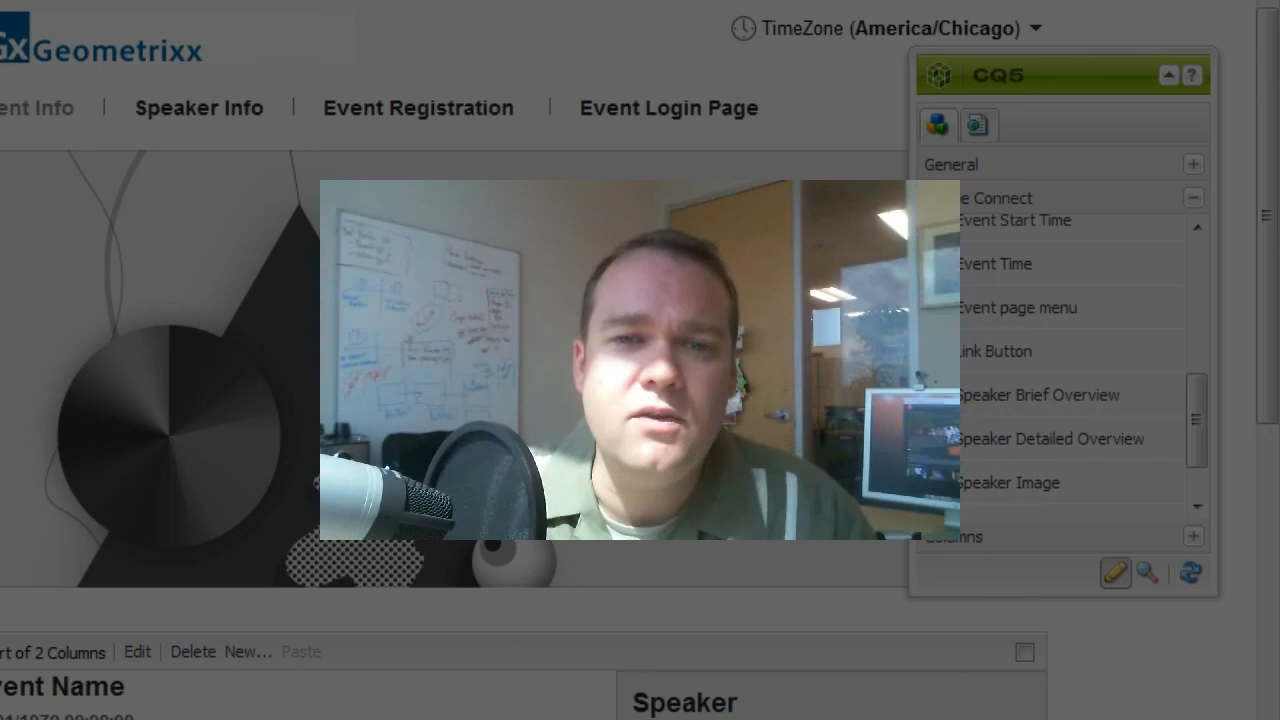 GX Geometrixx
TimeZone (America/Chicago)
CQ5
?
ent Info
Speaker Info
Event Registration
Event Login Page
General
e Connect
Event Start Time
Event Time
Event page menu
Link Button
Speaker Brief Overview
Speaker Detailed Overview
Speaker Image
Columns
rt of 2 Columns
Edit
Delete
New...
Paste
vent Name
Speaker